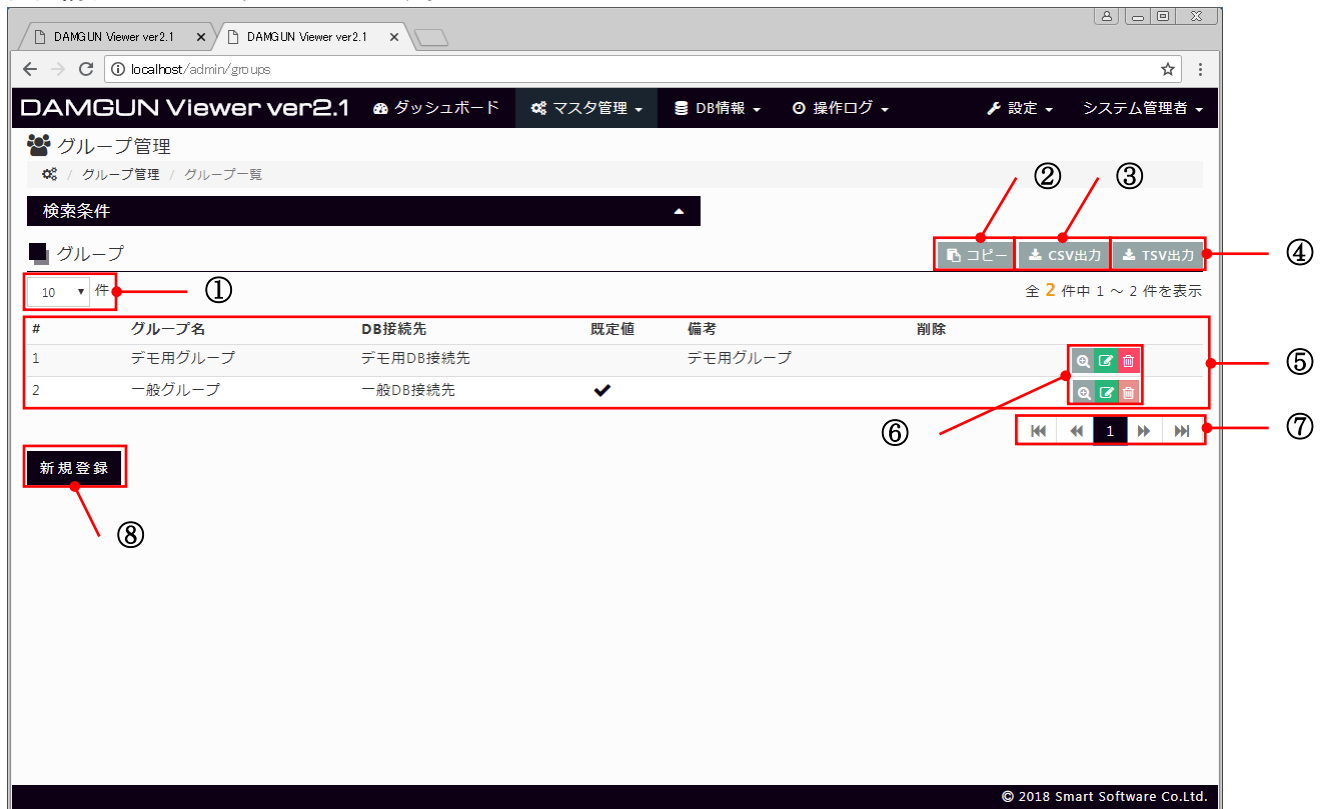 DAMGUN Viewer ver2.1 DAMGUN Viewer ver2.1
localhost/admin/groups
DAMGUN Viewer ver2.1 ダッシュボード マスタ管理 DB情報 操作ログ 設定 システム管理者
グループ管理
/ グループ管理 / グループ一覧
② ③
検索条件
グループ コピー CSV出力 TSV出力 ④
10 件 ① 全 2 件中 1 ~ 2 件を表示
# グループ名 DB接続先 既定値 備考 削除
1 デモ用グループ デモ用DB接続先 デモ用グループ ⑤
2 一般グループ 一般DB接続先
⑥ 1 ⑦
新規登録
⑧
© 2018 Smart Software Co.Ltd.